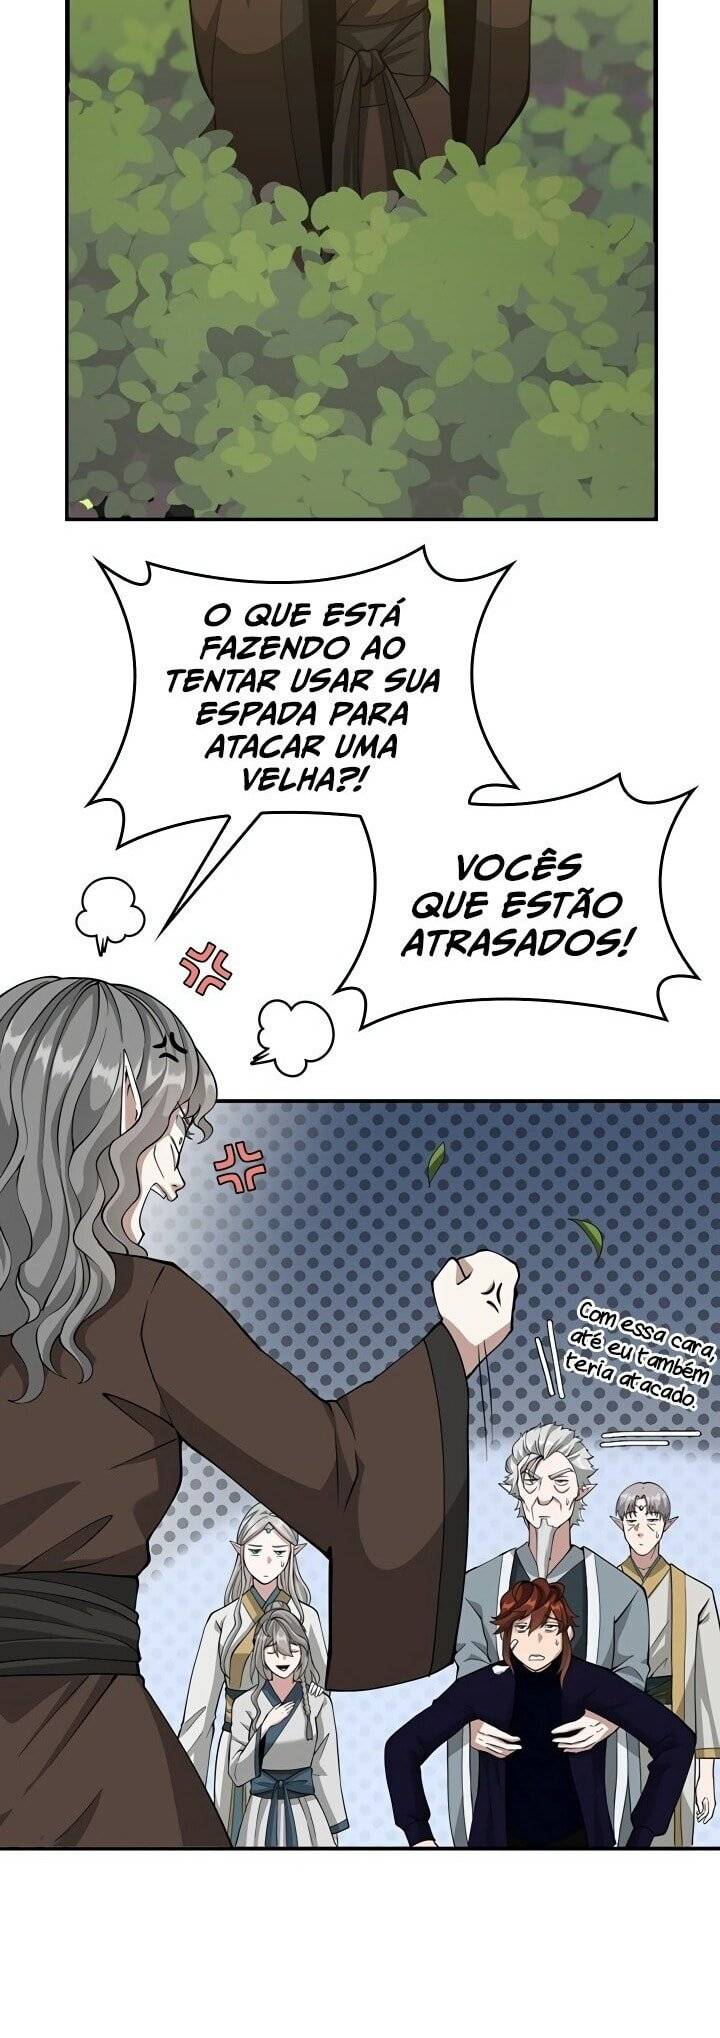 O QUE ESTÁ
FAZENDO AO
TENTAR USAR SUA
ESPADA PARA
ATACAR UMA
VELHA?!
VOCÊS
QUE ESTÃO
ATRASADOS!
Com essa cara,
até eu também
teria atacado.